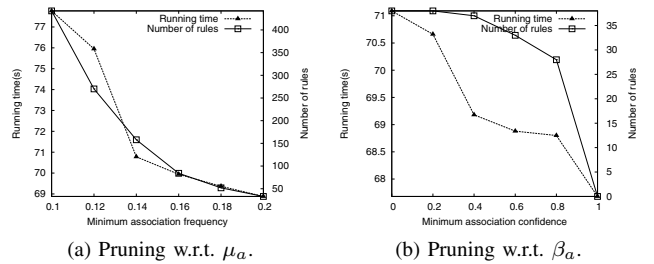 Running time
Number of rules
Running time(s)
78
77
76
75
74
73
72
71
70
69
400
350
300
250
200
150
100
50
Number of rules
0.1 0.12 0.14 0.16 0.18 0.2
Minimum association frequency
(a) Pruning w.r.t. μa.
Running time
Number of rules
Running time(s)
71
70.5
70
69.5
69
68.5
68
35
30
25
20
15
10
5
0
Number of rules
0 0.2 0.4 0.6 0.8 1
Minimum association confidence
(b) Pruning w.r.t. βa.